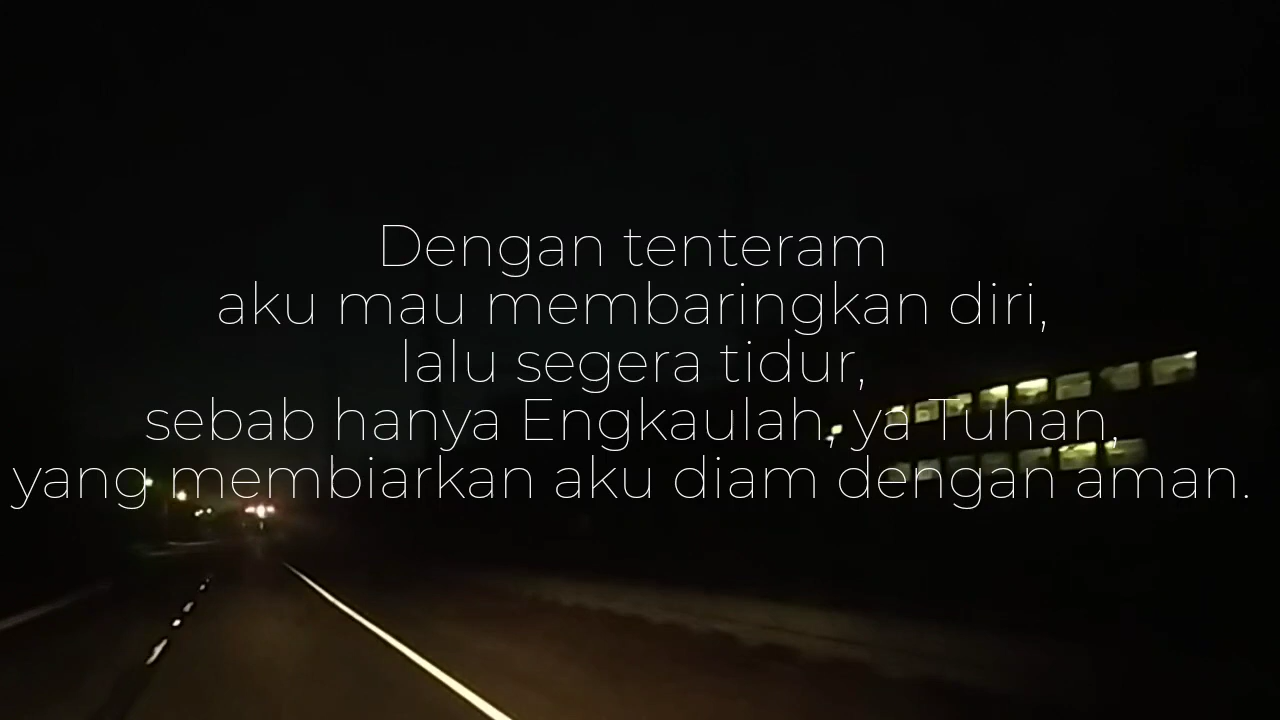 Dengan tenteram
aku mau membaringkan diri,
lalu segera tidur,
sebab hanya Engkaulah, ya Tuhan,
yang membiarkan aku diam dengan aman.